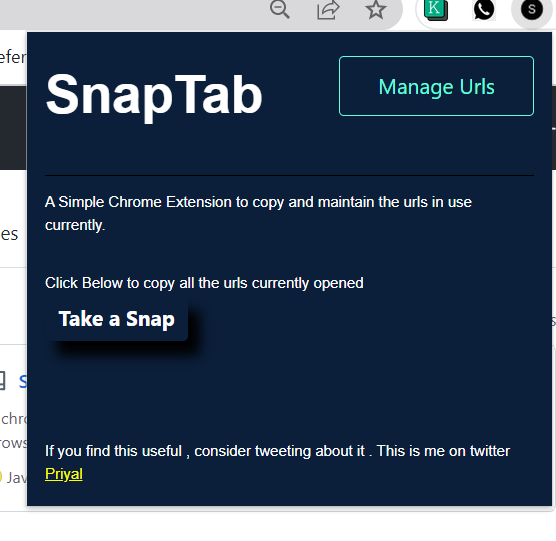 K
S
efer
SnapTab
Manage Urls
A Simple Chrome Extension to copy and maintain the urls in use
currently.
es
Click Below to copy all the urls currently opened
Take a Snap
S
chro
rows
If you find this useful , consider tweeting about it . This is me on twitter
Priyal
Jav